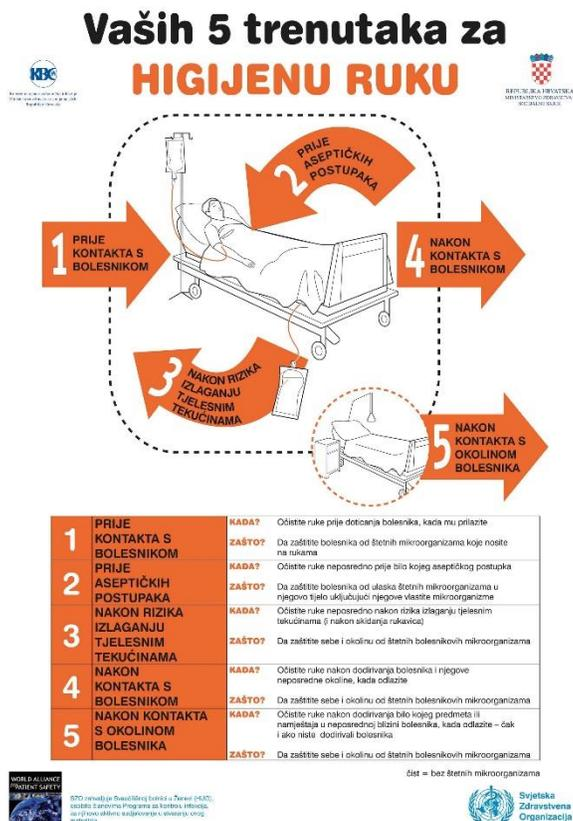 Vaših 5 trenutaka za
HIGIJENU RUKU
KBC
REPUBLIKA HRVATSKA
MINISTARSTVO ZDRAVSTVA
1 PRIJE
KONTAKTA S
BOLESNIKOM
2 PRIJE
ASEPTIČKIH
POSTUPAKA
3 NAKON RIZIKA
IZLAGANJU
TJELESNIM
TEKUĆINAMA
4 NAKON
KONTAKTA S
BOLESNIKOM
5 NAKON
KONTAKTA S
OKOLINOM
BOLESNIKA
1 PRIJE
KONTAKTA S
BOLESNIKOM
KADA? Očistite ruke prije doticanja bolesnika, kada mu prilazite
ZAŠTO? Da zaštitite bolesnika od štetnih mikroorganizama koje nosite
na rukama
2 PRIJE
ASEPTIČKIH
POSTUPAKA
KADA? Očistite ruke neposredno prije bilo kojeg aseptičkog postupka
ZAŠTO? Da zaštitite bolesnika od ulaska štetnih mikroorganizama u
njegovo tijelo uključujući njegove vlastite mikroorganizme
3 NAKON RIZIKA
IZLAGANJU
TJELESNIM
TEKUĆINAMA
KADA? Očistite ruke neposredno nakon rizika izlaganju tjelesnim
tekućinama (i nakon skidanja rukavica)
ZAŠTO? Da zaštitite sebe i okolinu od štetnih bolesnikovih mikroorganizama
4 NAKON
KONTAKTA S
BOLESNIKOM
KADA? Očistite ruke nakon dodirivanja bolesnika i njegove
neposredne okoline, kada odlazite
ZAŠTO? Da zaštitite sebe i okolinu od štetnih bolesnikovih mikroorganizama
5 NAKON KONTAKTA
S OKOLINOM
BOLESNIKA
KADA? Očistite ruke nakon dodirivanja bilo kojeg predmeta ili
namještaja u neposrednoj blizini bolesnika, kada odlazite – čak
i ako niste dodirivali bolesnika
ZAŠTO? Da zaštitite sebe i okolinu od štetnih bolesnikovih mikroorganizama
čist = bez štetnih mikroorganizama
WORLD ALLIANCE
for PATIENT SAFETY
Svjetska
Zdravstvena
Organizacija